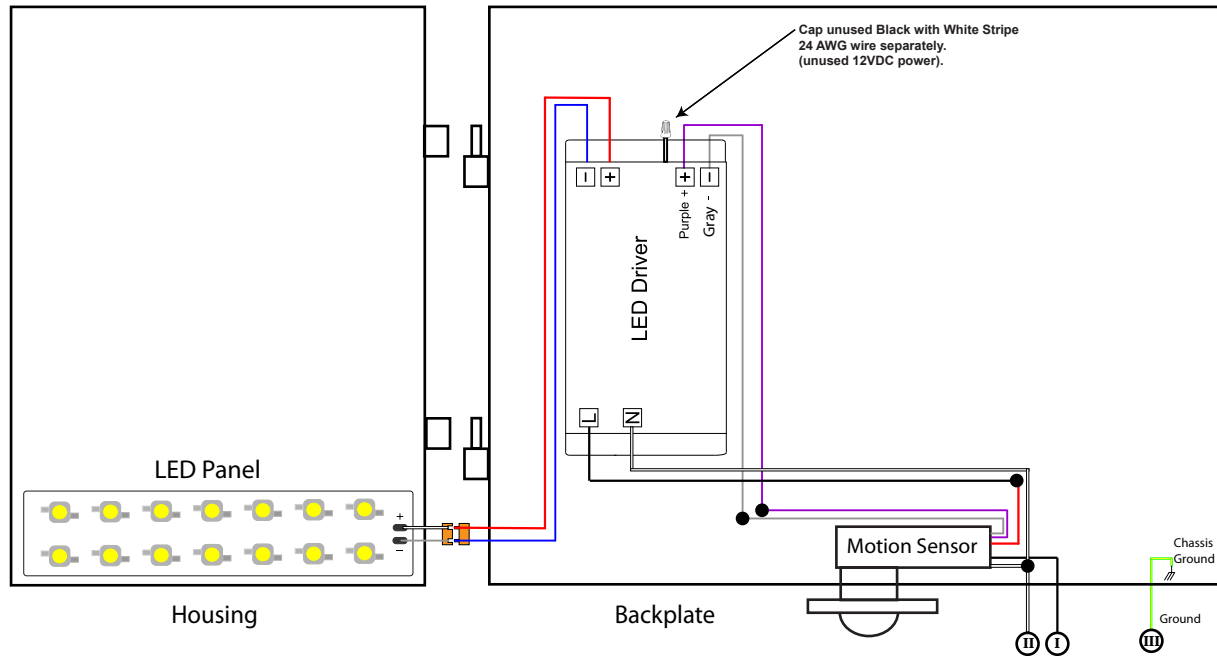 Cap unused Black with White Stripe
24 AWG wire separately.
(unused 12VDC power).
− +
+ −
Purple +
Gray -
LED Driver
L N
LED Panel
+
−
Motion Sensor
Chassis
Ground
Ground
II I III
Housing
Backplate